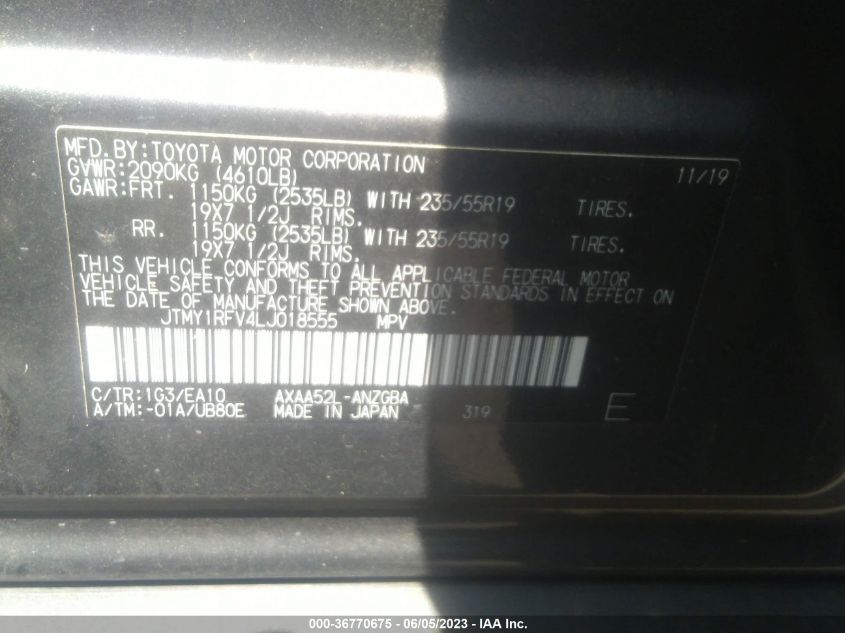 MFD.BY:TOYOTA MOTOR CORPORATION 11/19
GVWR:2090KG (4610LB)
GAWR:FRT. 1150KG (2535LB) WITH 235/55R19 TIRES.
19X7 1/2J RIMS.
RR. 1150KG (2535LB) WITH 235/55R19 TIRES.
19X7 1/2J RIMS.
THIS VEHICLE CONFORMS TO ALL APPLICABLE FEDERAL MOTOR
VEHICLE SAFETY AND THEFT PREVENTION STANDARDS IN EFFECT ON
THE DATE OF MANUFACTURE SHOWN ABOVE.
JTMY1RFV4LJ018555 MPV
C/TR:1G3/EA10 AXAA52L-ANZGBA
A/TM:-01A/UB80E MADE IN JAPAN 319 E
000-36770675 - 06/05/2023 - IAA Inc.